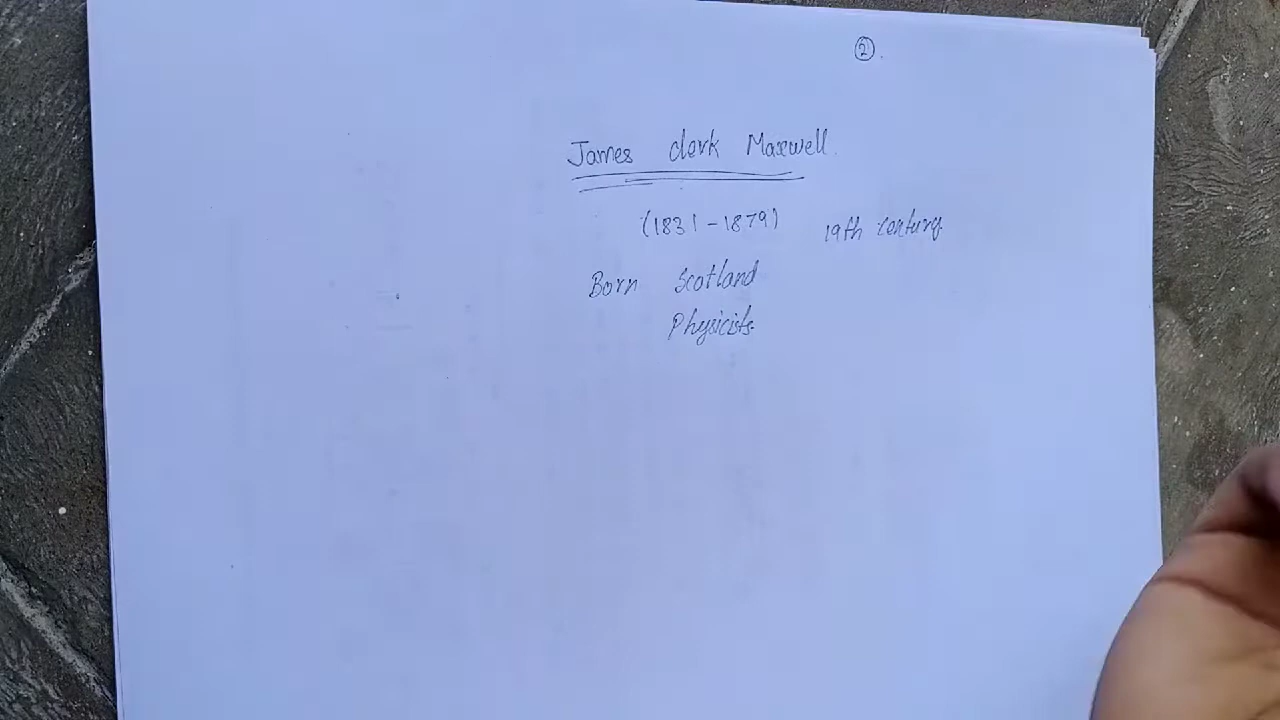 2
James clerk Maxwell
(1831-1879) 19th century
Born Scotland
Physicists